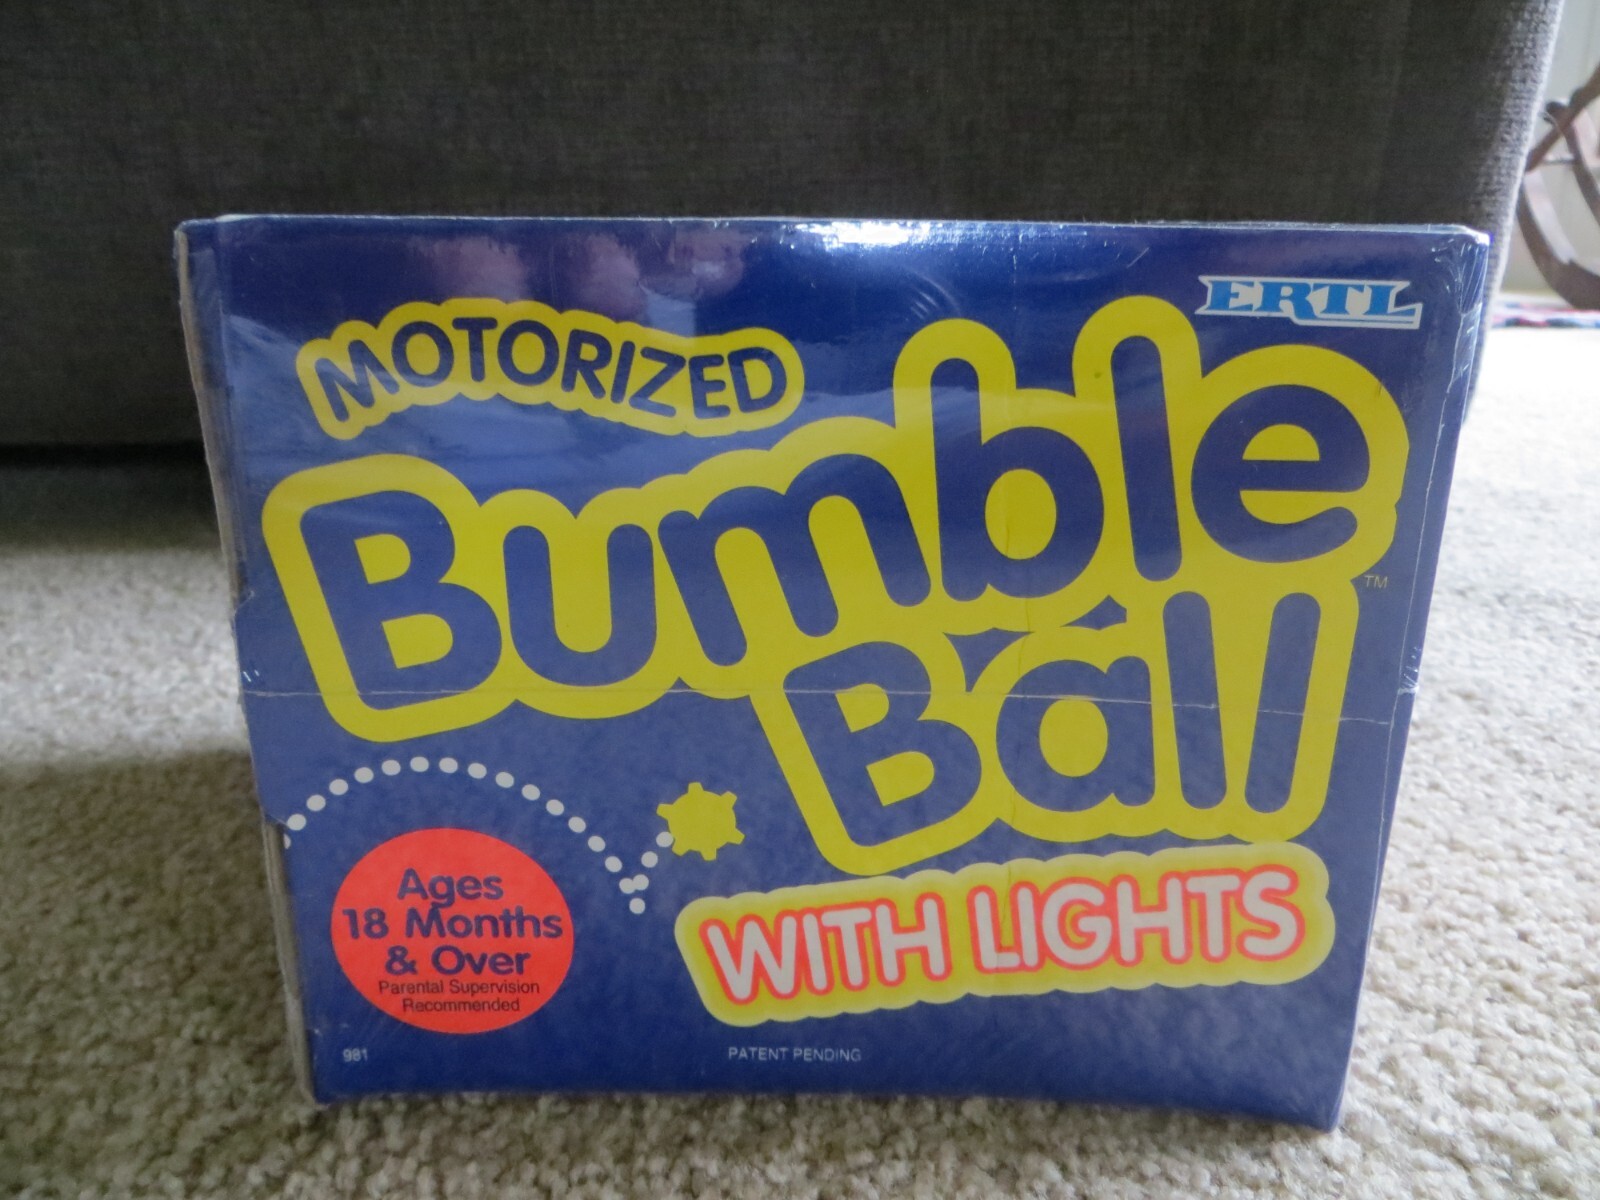 ERTL
MOTORIZED
Bumble
Ball
TM
WITH LIGHTS
Ages
18 Months
& Over
Parental Supervision
Recommended
981
PATENT PENDING